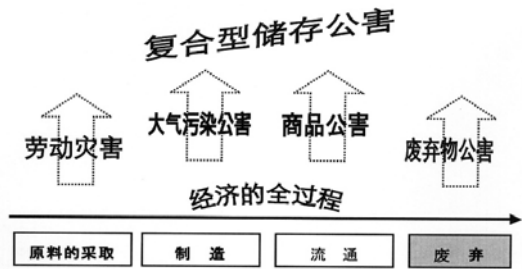 复合型储存公害
劳动灾害
大气污染公害
商品公害
废弃物公害
经济的全过程
原料的采取
制 造
流 通
废 弃